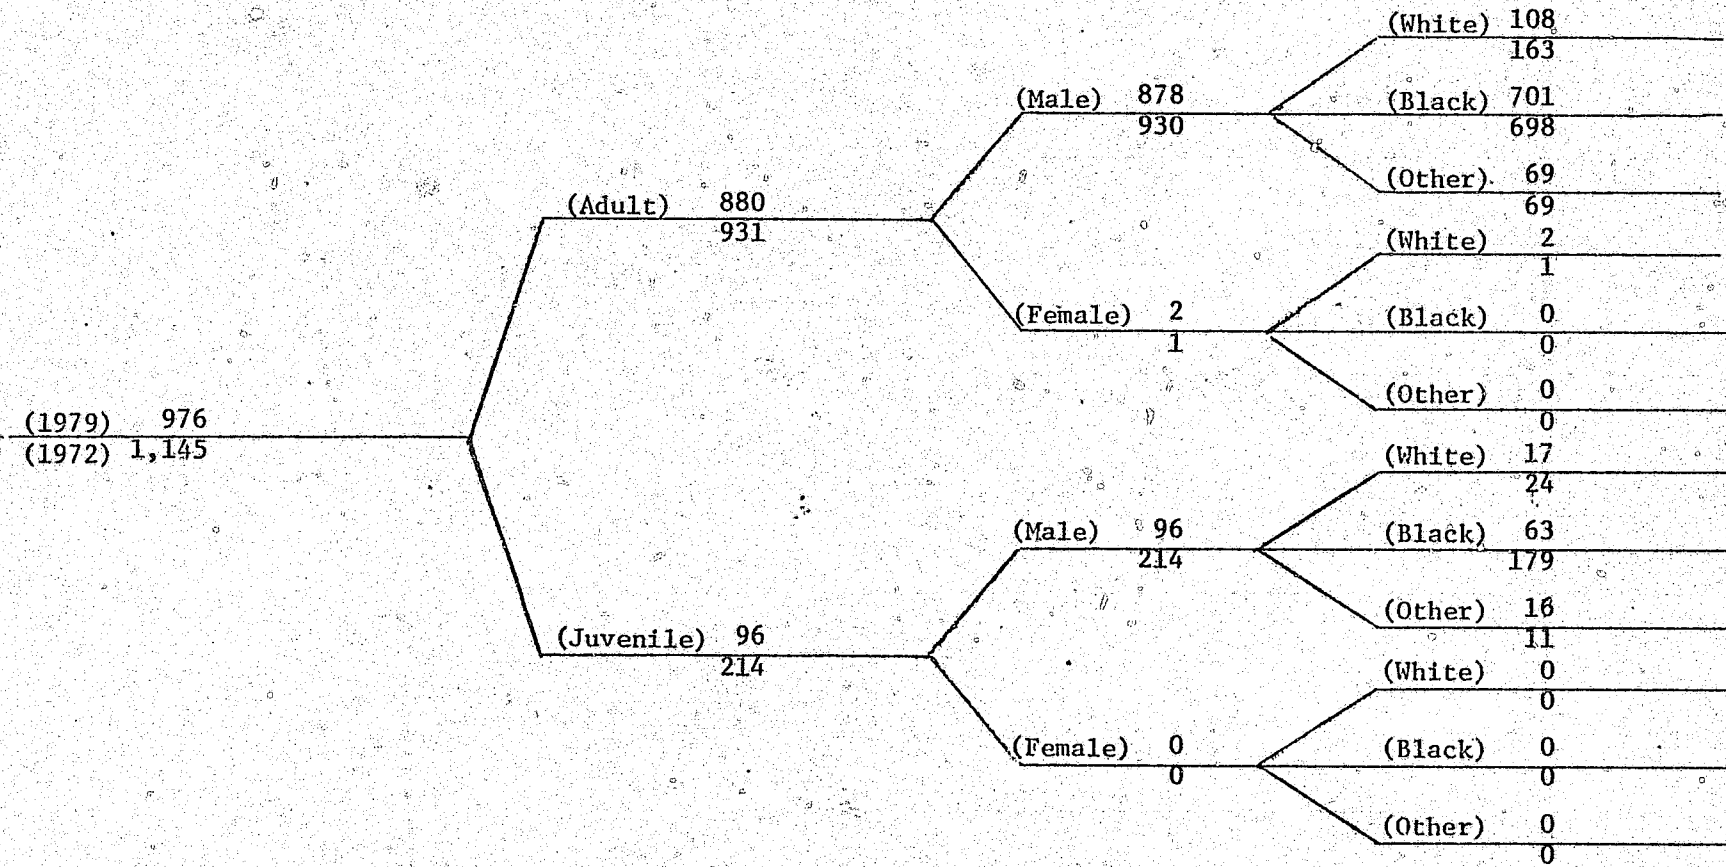 (White) 108
163
(Male) 878
930
(Black) 701
698
(Other) 69
69
(Adult) 880
931
(White) 2
1
(Female) 2
1
(Black) 0
0
(Other) 0
0
(1979) 976
(1972) 1,145
(White) 17
24
(Male) 96
214
(Black) 63
179
(Other) 16
11
(Juvenile) 96
214
(White) 0
0
(Female) 0
0
(Black) 0
0
(Other) 0
0